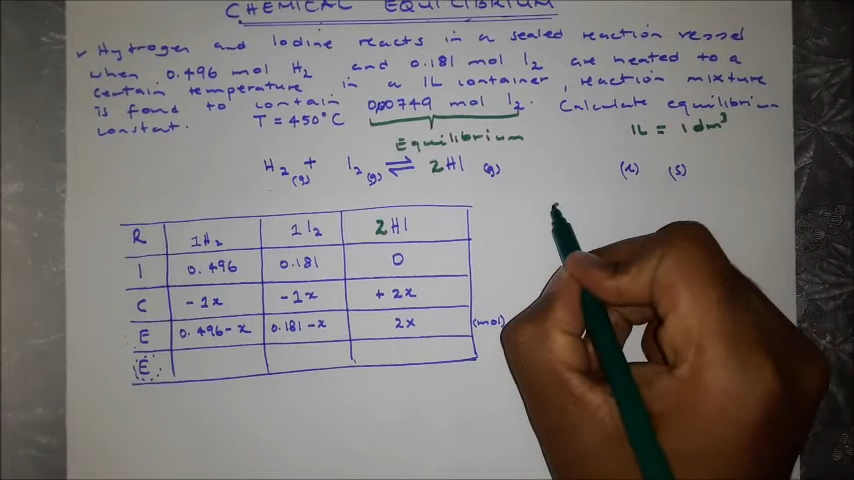 CHEMICAL EQUILIBRIUM
Hydrogen and Iodine reacts in a sealed reaction vessel
when 0.496 mol H2 and 0.181 mol I2 are heated to a
certain temperature in a 1L container, reaction mixture
is found to contain 0.00749 mol I2. Calculate equilibrium
constant. T = 450°C
1L = 1dm³
Equilibrium
H2(g) + I2(g) ⇌ 2HI(g)
(l) (s)
R 1H2 1I2 2HI
I 0.496 0.181 0
C -1x -1x +2x
E 0.496-x 0.181-x 2x (mol)
[E]